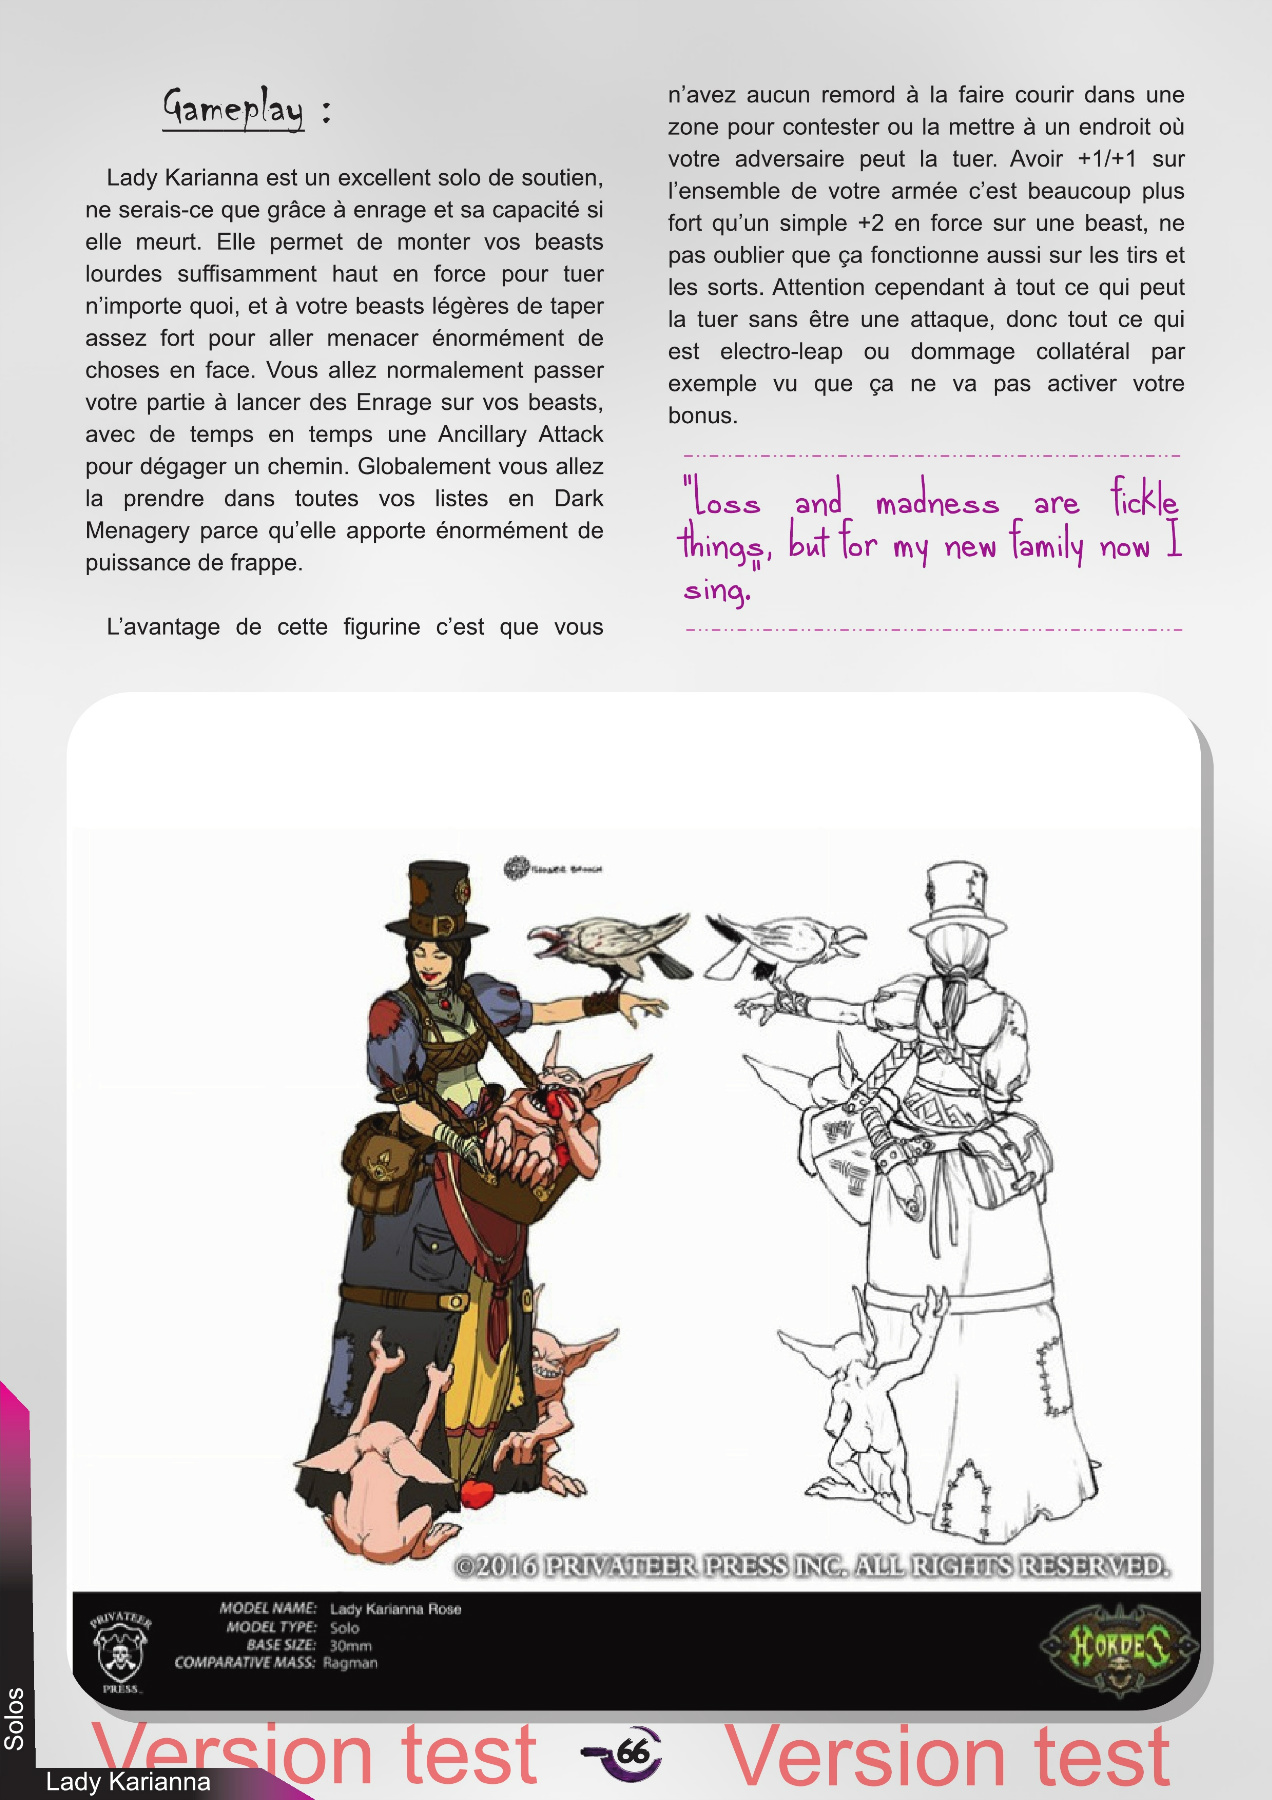 Gameplay :
Lady Karianna est un excellent solo de soutien,
ne serais-ce que grâce à enrage et sa capacité si
elle meurt. Elle permet de monter vos beasts
lourdes suffisamment haut en force pour tuer
n’importe quoi, et à votre beasts légères de taper
assez fort pour aller menacer énormément de
choses en face. Vous allez normalement passer
votre partie à lancer des Enrage sur vos beasts,
avec de temps en temps une Ancillary Attack
pour dégager un chemin. Globalement vous allez
la prendre dans toutes vos listes en Dark
Menagery parce qu’elle apporte énormément de
puissance de frappe.
L’avantage de cette figurine c’est que vous
n’avez aucun remord à la faire courir dans une
zone pour contester ou la mettre à un endroit où
votre adversaire peut la tuer. Avoir +1/+1 sur
l’ensemble de votre armée c’est beaucoup plus
fort qu’un simple +2 en force sur une beast, ne
pas oublier que ça fonctionne aussi sur les tirs et
les sorts. Attention cependant à tout ce qui peut
la tuer sans être une attaque, donc tout ce qui
est electro-leap ou dommage collatéral par
exemple vu que ça ne va pas activer votre
bonus.
"Loss and madness are fickle
things, but for my new family now I
sing."
©2016 PRIVATEER PRESS INC. ALL RIGHTS RESERVED.
PRIVATEER
PRESS
MODEL NAME: Lady Karianna Rose
MODEL TYPE: Solo
BASE SIZE: 30mm
COMPARATIVE MASS: Ragman
HORDES
Solos
Version test
66
Version test
Lady Karianna